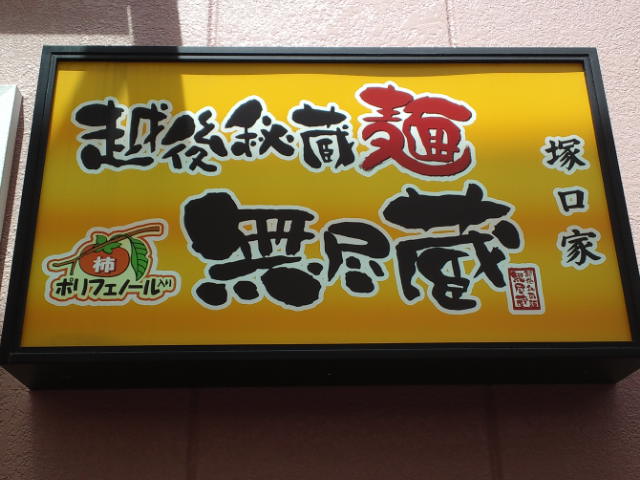 越後秘蔵麺
無尽蔵
塚口家
柿
ポリフェノール入り